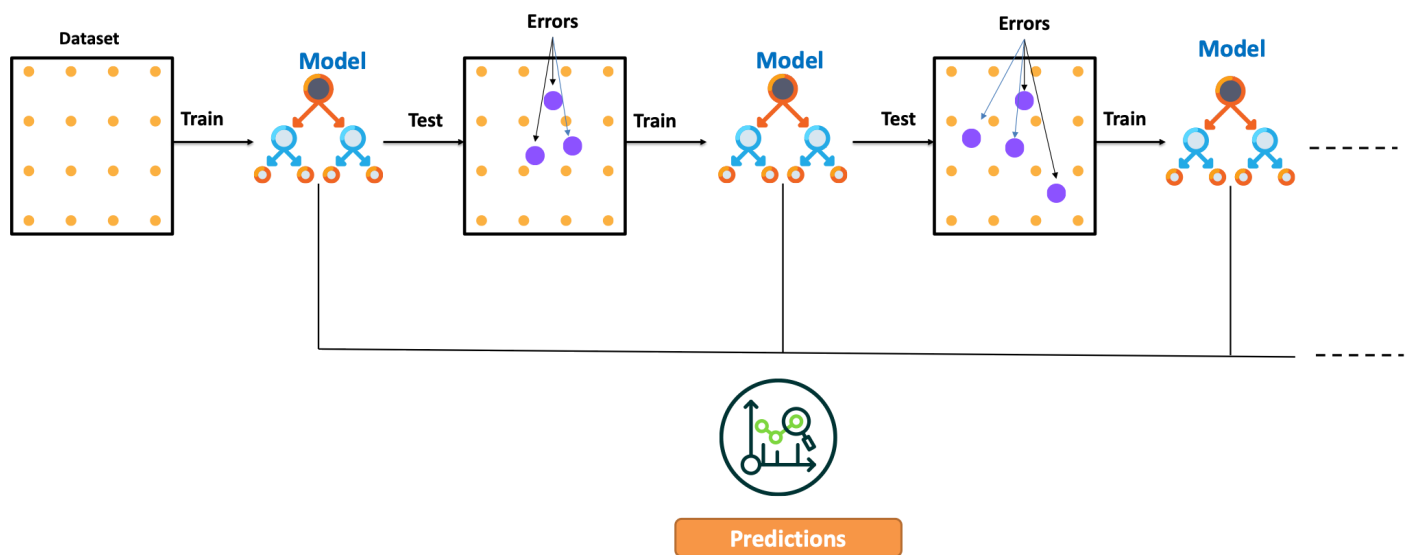 Dataset
Train
Model
Test
Errors
Train
Model
Test
Errors
Train
Model
Predictions